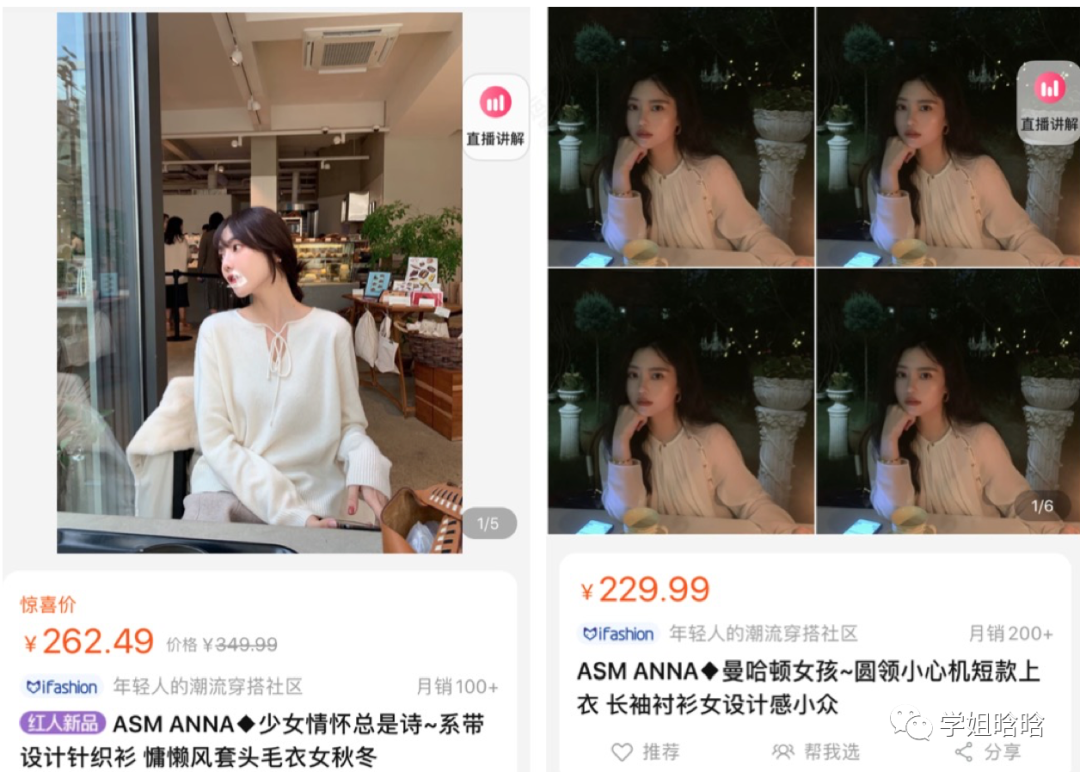 直播讲解
1/5
惊喜价
¥262.49 价格 ¥349.99
iFashion 年轻人的潮流穿搭社区 月销100+
红人新品 ASM ANNA◆少女情怀总是诗~系带
设计针织衫 慵懒风套头毛衣女秋冬
直播讲解
1/6
¥229.99
iFashion 年轻人的潮流穿搭社区 月销200+
ASM ANNA◆曼哈顿女孩~圆领小心机短款上
衣 长袖衬衫女设计感小众
学姐晗晗
推荐 帮我选 分享